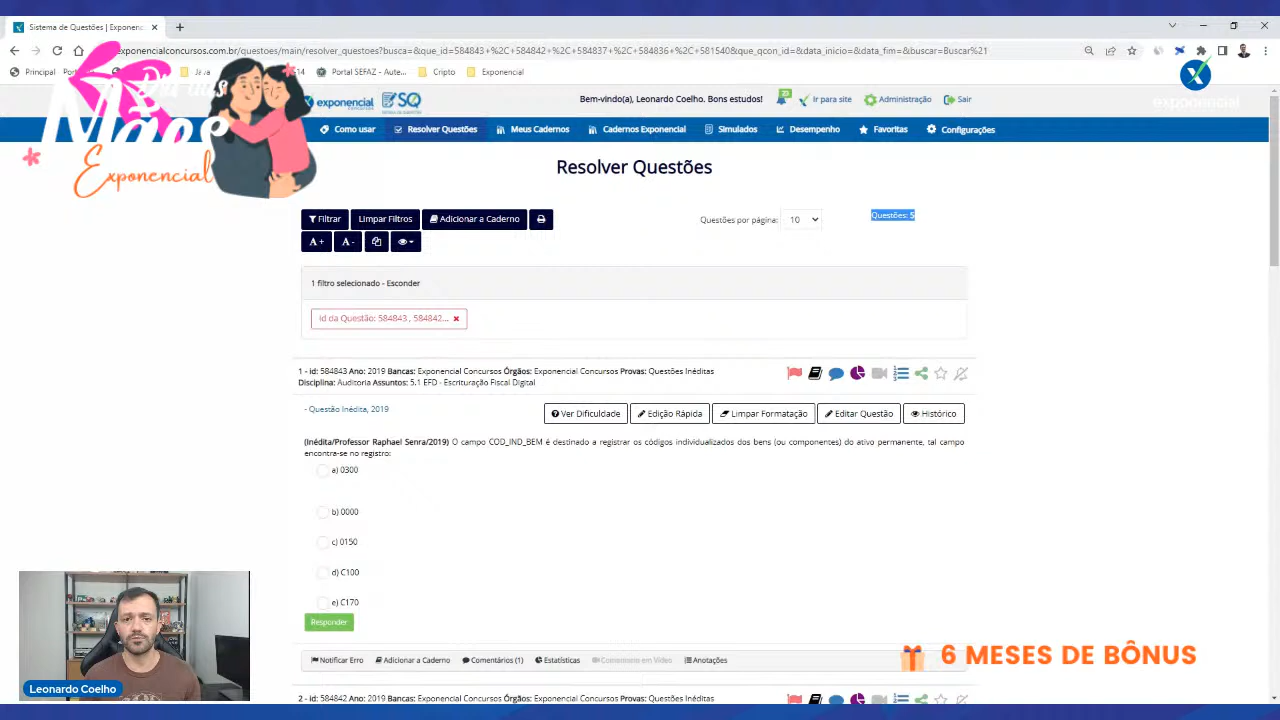 Sistema de Questões | Exponenc
exponencialconcursos.com.br/questoes/main/resolver_questoes?busca=&que_id=584843+%2C+584842+%2C+584837+%2C+584836+%2C+581540&que_qcon_id=&data_inicio=&data_fim=&buscar=Buscar%21
Principal
Java
14
Portal SEFAZ - Aute...
Cripto
Exponencial
Dia das
Mães
Exponencial
exponencial
SQ
Bem-vindo(a), Leonardo Coelho. Bons estudos!
Ir para site
Administração
Sair
exponencial
Como usar
Resolver Questões
Meus Cadernos
Cadernos Exponencial
Simulados
Desempenho
Favoritas
Configurações
Resolver Questões
Filtrar
Limpar Filtros
Adicionar a Caderno
Questões por página:
10
Questões: 5
A +
A -
1 filtro selecionado - Esconder
Id da Questão: 584843 , 584842... ×
1 - id: 584843 Ano: 2019 Bancas: Exponencial Concursos Órgãos: Exponencial Concursos Provas: Questões Inéditas
Disciplina: Auditoria Assuntos: 5.1 EFD - Escrituração Fiscal Digital
- Questão Inédita, 2019
Ver Dificuldade
Edição Rápida
Limpar Formatação
Editar Questão
Histórico
(Inédita/Professor Raphael Senra/2019) O campo COD_IND_BEM é destinado a registrar os códigos individualizados dos bens (ou componentes) do ativo permanente, tal campo
encontra-se no registro:
a) 0300
b) 0000
c) 0150
d) C100
e) C170
Responder
Notificar Erro
Adicionar a Caderno
Comentários (1)
Estatísticas
Comentário em Vídeo
Anotações
6 MESES DE BÔNUS
Leonardo Coelho
2 - id: 584842 Ano: 2019 Bancas: Exponencial Concursos Órgãos: Exponencial Concursos Provas: Questões Inéditas